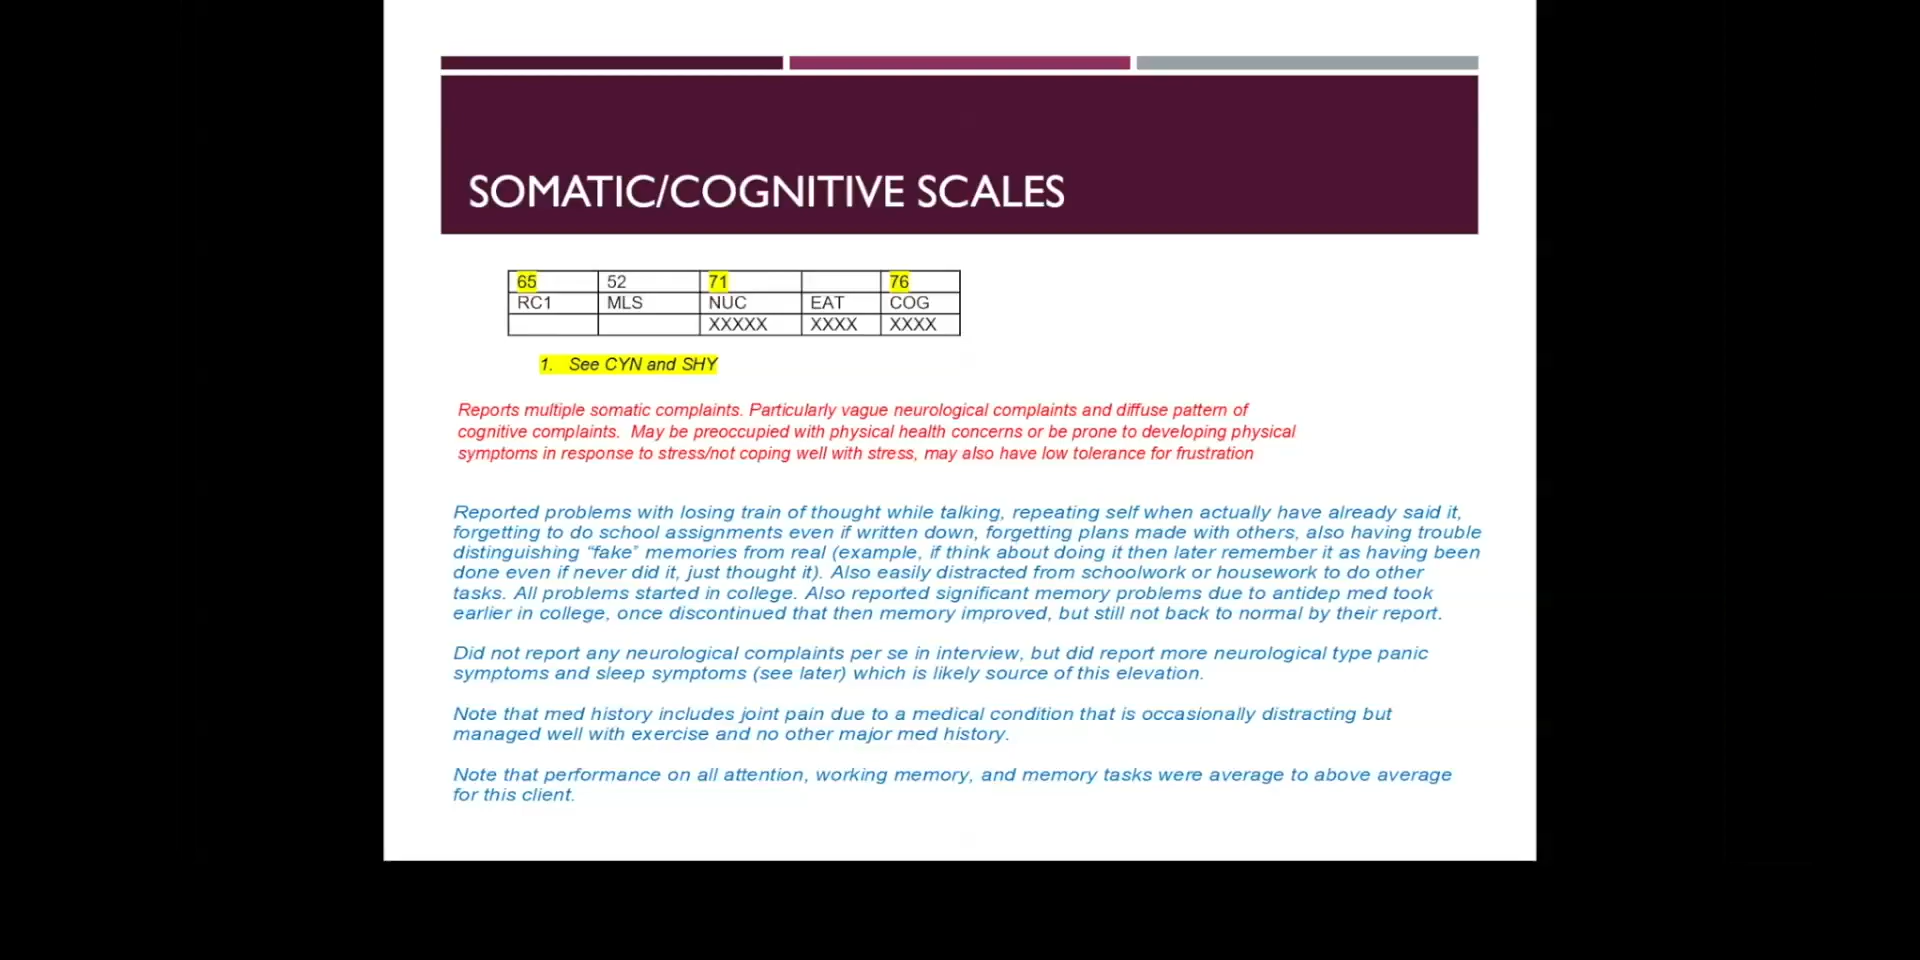 SOMATIC/COGNITIVE SCALES
65 52 71 76
RC1 MLS NUC EAT COG
XXXXX XXXX XXXX
1. See CYN and SHY
Reports multiple somatic complaints. Particularly vague neurological complaints and diffuse pattern of
cognitive complaints. May be preoccupied with physical health concerns or be prone to developing physical
symptoms in response to stress/not coping well with stress, may also have low tolerance for frustration
Reported problems with losing train of thought while talking, repeating self when actually have already said it,
forgetting to do school assignments even if written down, forgetting plans made with others, also having trouble
distinguishing “fake” memories from real (example, if think about doing it then later remember it as having been
done even if never did it, just thought it). Also easily distracted from schoolwork or housework to do other
tasks. All problems started in college. Also reported significant memory problems due to antidep med took
earlier in college, once discontinued that then memory improved, but still not back to normal by their report.
Did not report any neurological complaints per se in interview, but did report more neurological type panic
symptoms and sleep symptoms (see later) which is likely source of this elevation.
Note that med history includes joint pain due to a medical condition that is occasionally distracting but
managed well with exercise and no other major med history.
Note that performance on all attention, working memory, and memory tasks were average to above average
for this client.